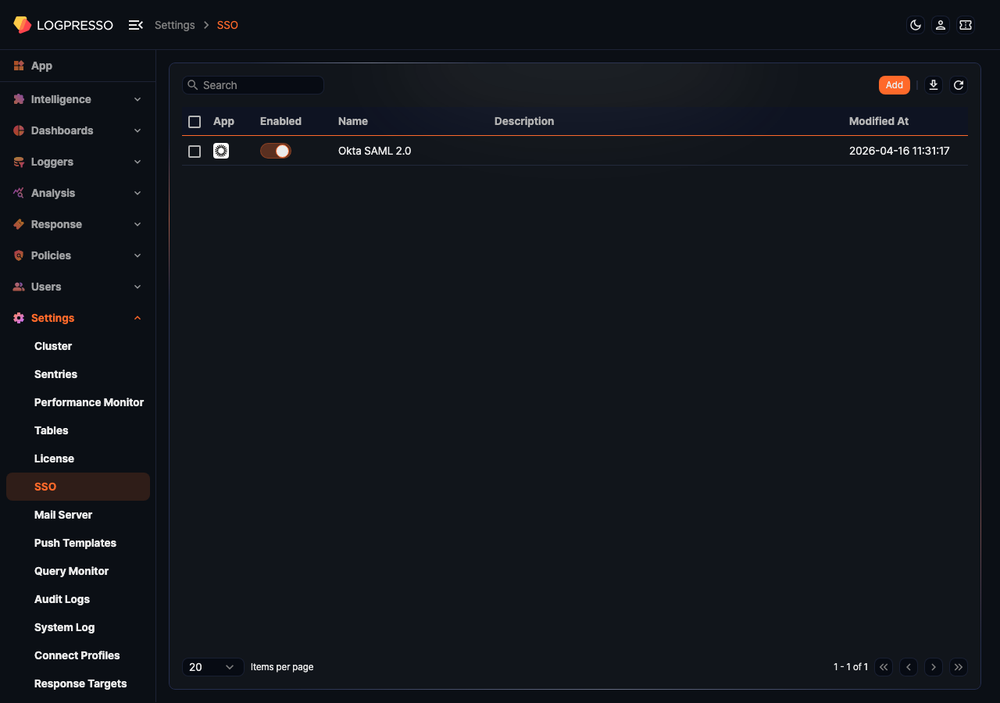 LOGPRESSO
Settings > SSO
App
Intelligence
Dashboards
Loggers
Analysis
Response
Policies
Users
Settings
Cluster
Sentries
Performance Monitor
Tables
License
SSO
Mail Server
Push Templates
Query Monitor
Audit Logs
System Log
Connect Profiles
Response Targets
Search
Add
App Enabled Name Description Modified At
Okta SAML 2.0 2026-04-16 11:31:17
20 Items per page
1 - 1 of 1